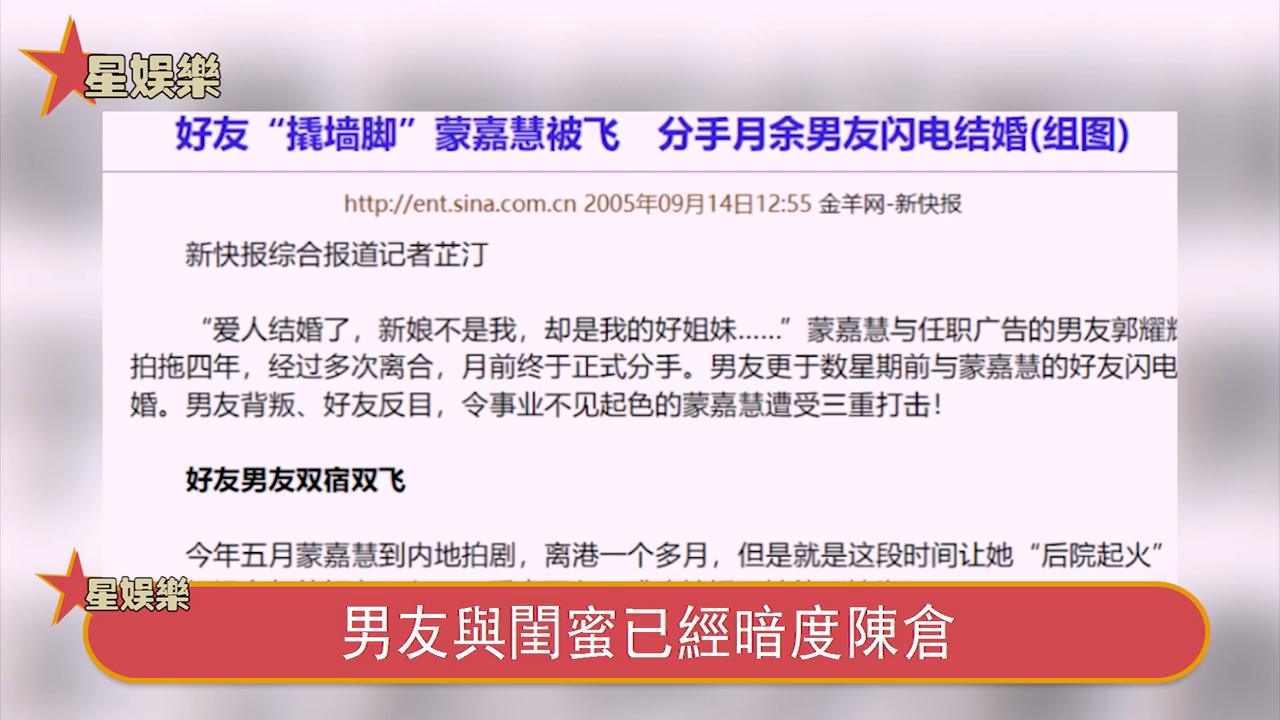 星娱樂
好友“撬墙脚”蒙嘉慧被飞 分手月余男友闪电结婚(组图)
http://ent.sina.com.cn 2005年09月14日12:55 金羊网-新快报
新快报综合报道记者芷汀
“爱人结婚了，新娘不是我，却是我的好姐妹……”蒙嘉慧与任职广告的男友郭耀
拍拖四年，经过多次离合，月前终于正式分手。男友更于数星期前与蒙嘉慧的好友闪电
婚。男友背叛、好友反目，令事业不见起色的蒙嘉慧遭受三重打击！
好友男友双宿双飞
今年五月蒙嘉慧到内地拍剧，离港一个多月，但是就是这段时间让她“后院起火”
星娱樂
男友與閨蜜已經暗度陳倉